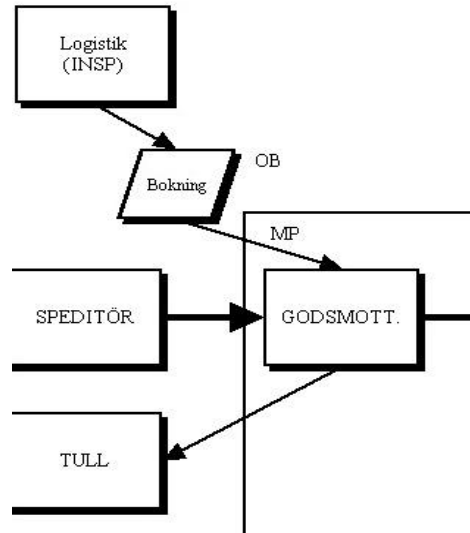 Logistik
(INSP)
Bokning
OB
MP
SPEDITÖR
GODSMOTT.
TULL